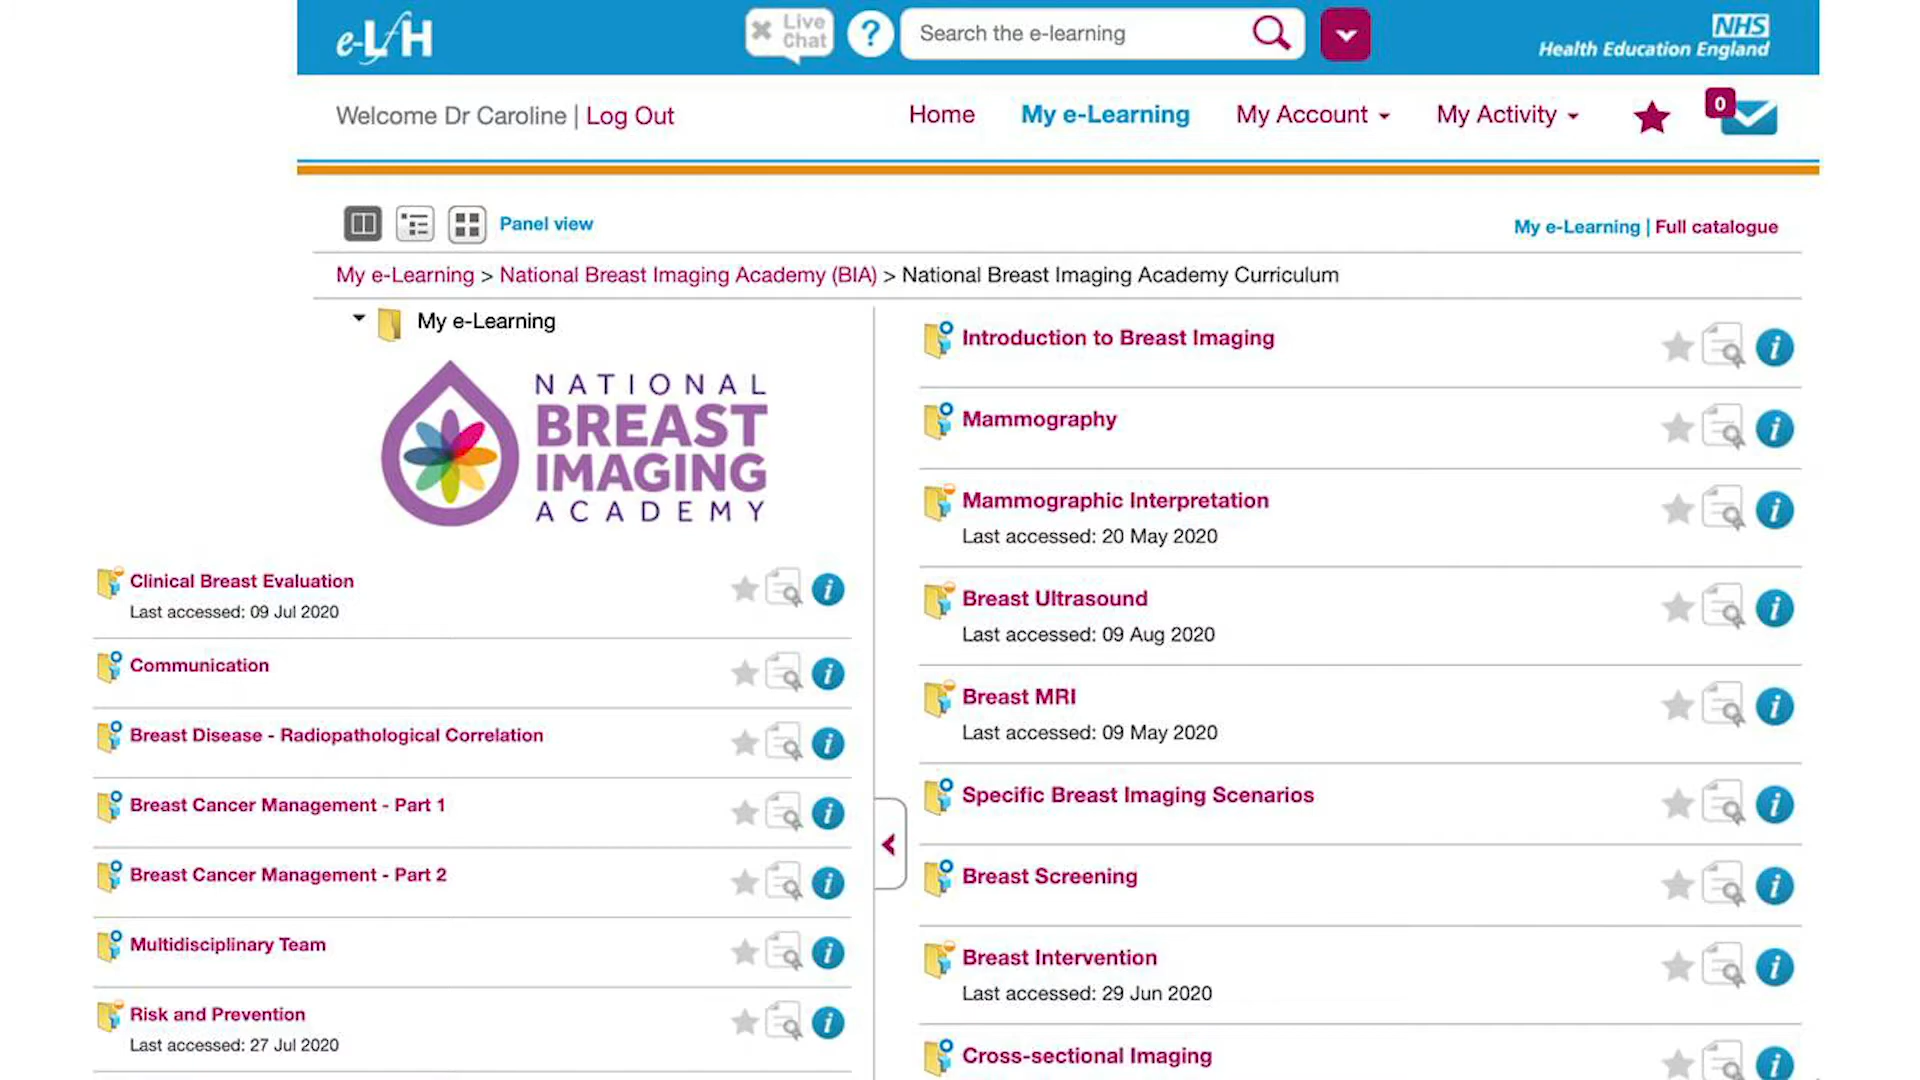 e-LfH
Live
Chat
?
Search the e-learning
NHS
Health Education England
Welcome Dr Caroline | Log Out
Home
My e-Learning
My Account
My Activity
0
Panel view
My e-Learning | Full catalogue
My e-Learning > National Breast Imaging Academy (BIA) > National Breast Imaging Academy Curriculum
My e-Learning
NATIONAL
BREAST
IMAGING
ACADEMY
Clinical Breast Evaluation
Last accessed: 09 Jul 2020
Communication
Breast Disease - Radiopathological Correlation
Breast Cancer Management - Part 1
Breast Cancer Management - Part 2
Multidisciplinary Team
Risk and Prevention
Last accessed: 27 Jul 2020
Introduction to Breast Imaging
Mammography
Mammographic Interpretation
Last accessed: 20 May 2020
Breast Ultrasound
Last accessed: 09 Aug 2020
Breast MRI
Last accessed: 09 May 2020
Specific Breast Imaging Scenarios
Breast Screening
Breast Intervention
Last accessed: 29 Jun 2020
Cross-sectional Imaging